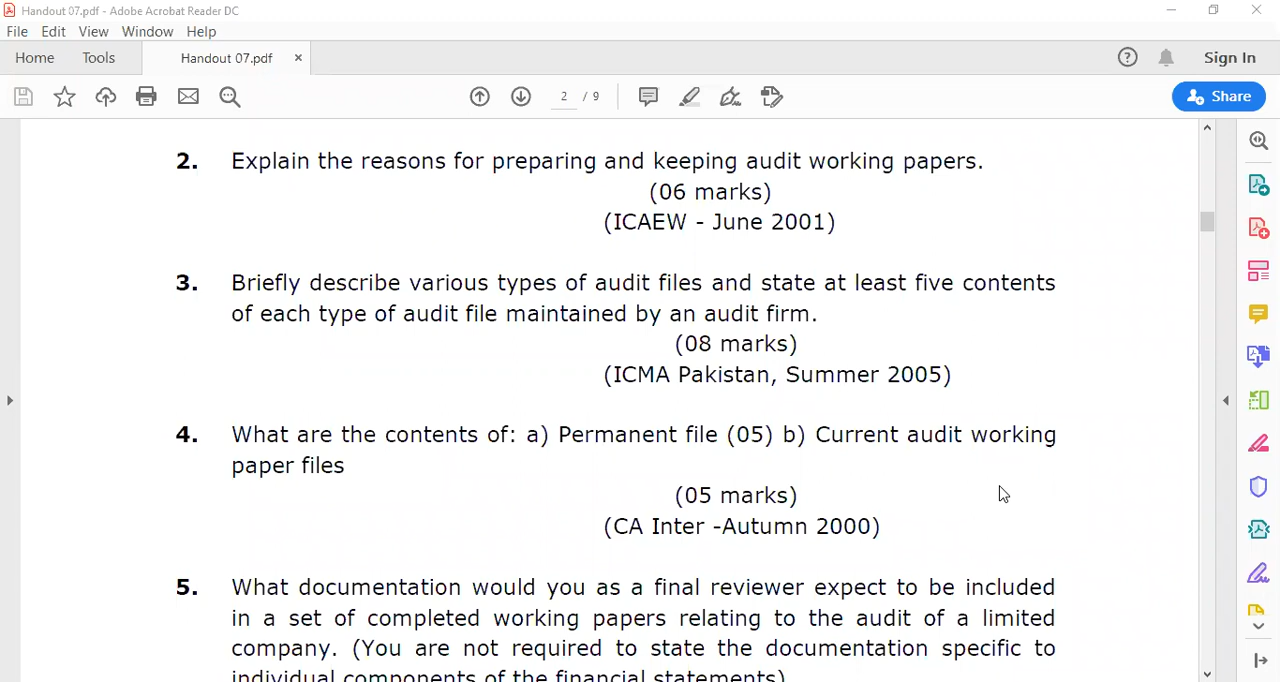 Handout 07.pdf - Adobe Acrobat Reader DC
File Edit View Window Help
Home Tools Handout 07.pdf × Sign In
2 / 9 Share
2. Explain the reasons for preparing and keeping audit working papers.
(06 marks)
(ICAEW - June 2001)
3. Briefly describe various types of audit files and state at least five contents
of each type of audit file maintained by an audit firm.
(08 marks)
(ICMA Pakistan, Summer 2005)
4. What are the contents of: a) Permanent file (05) b) Current audit working
paper files
(05 marks)
(CA Inter -Autumn 2000)
5. What documentation would you as a final reviewer expect to be included
in a set of completed working papers relating to the audit of a limited
company. (You are not required to state the documentation specific to
individual components of the financial statements)